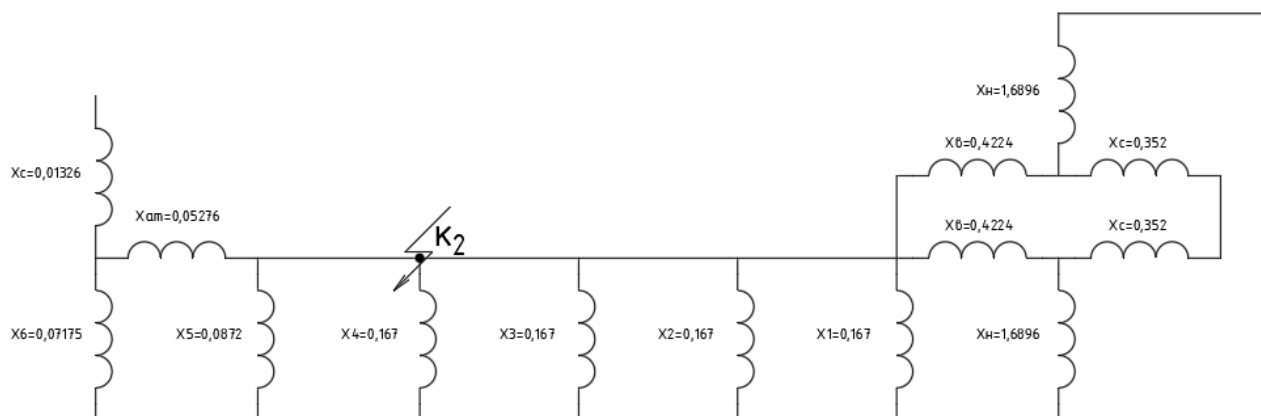 Xн=1,6896
Xв=0,4224
Xс=0,352
Xс=0,01326
Xат=0,05276
К2
Xв=0,4224
Xс=0,352
X6=0,07175
X5=0,0872
X4=0,167
X3=0,167
X2=0,167
X1=0,167
Xн=1,6896